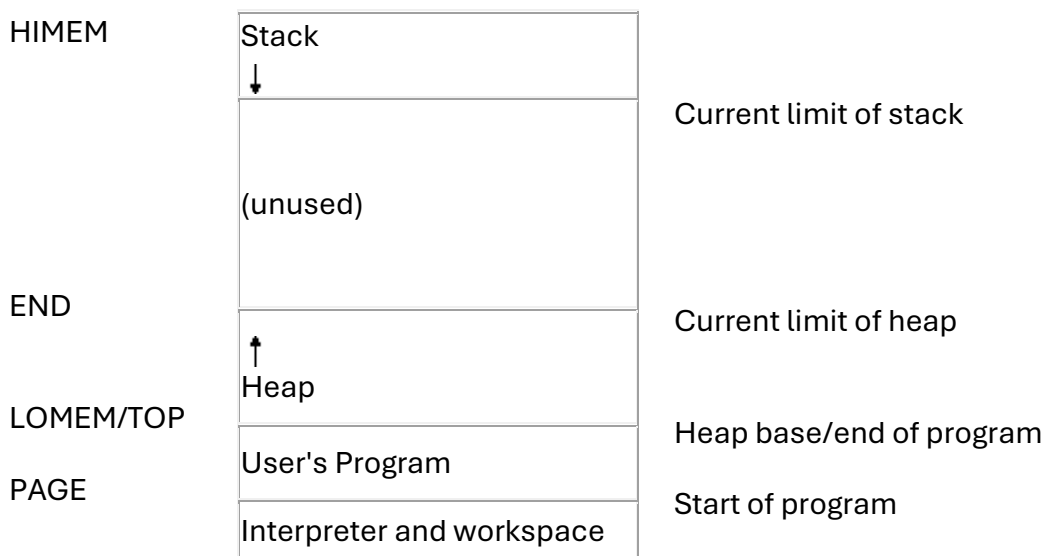 HIMEM
Stack
Current limit of stack
(unused)
END
Current limit of heap
Heap
LOMEM/TOP
Heap base/end of program
User's Program
PAGE
Start of program
Interpreter and workspace